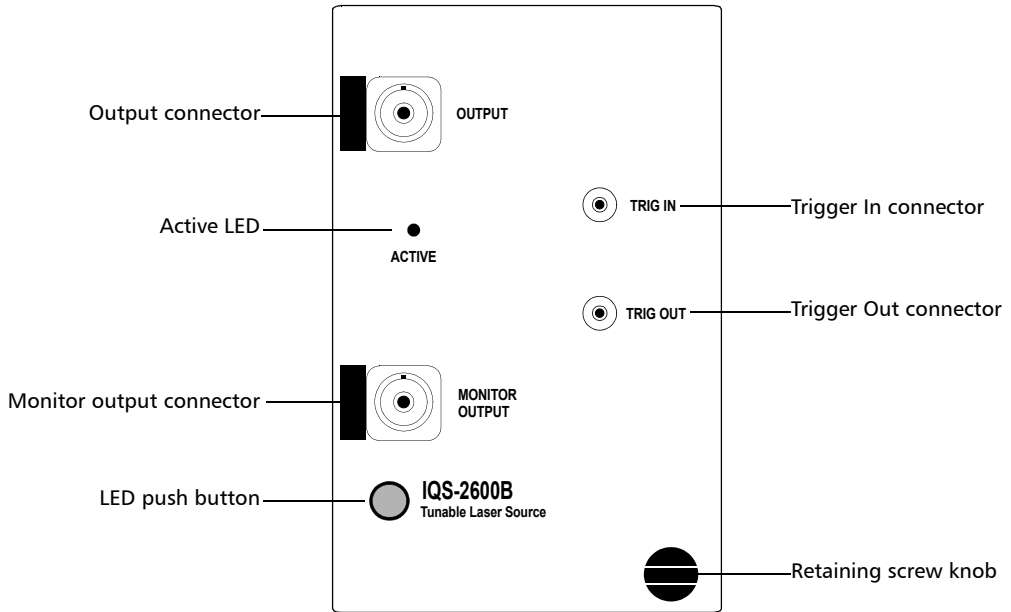 Output connector
OUTPUT
TRIG IN
Trigger In connector
Active LED
ACTIVE
TRIG OUT
Trigger Out connector
Monitor output connector
MONITOR
OUTPUT
LED push button
IQS-2600B
Tunable Laser Source
Retaining screw knob